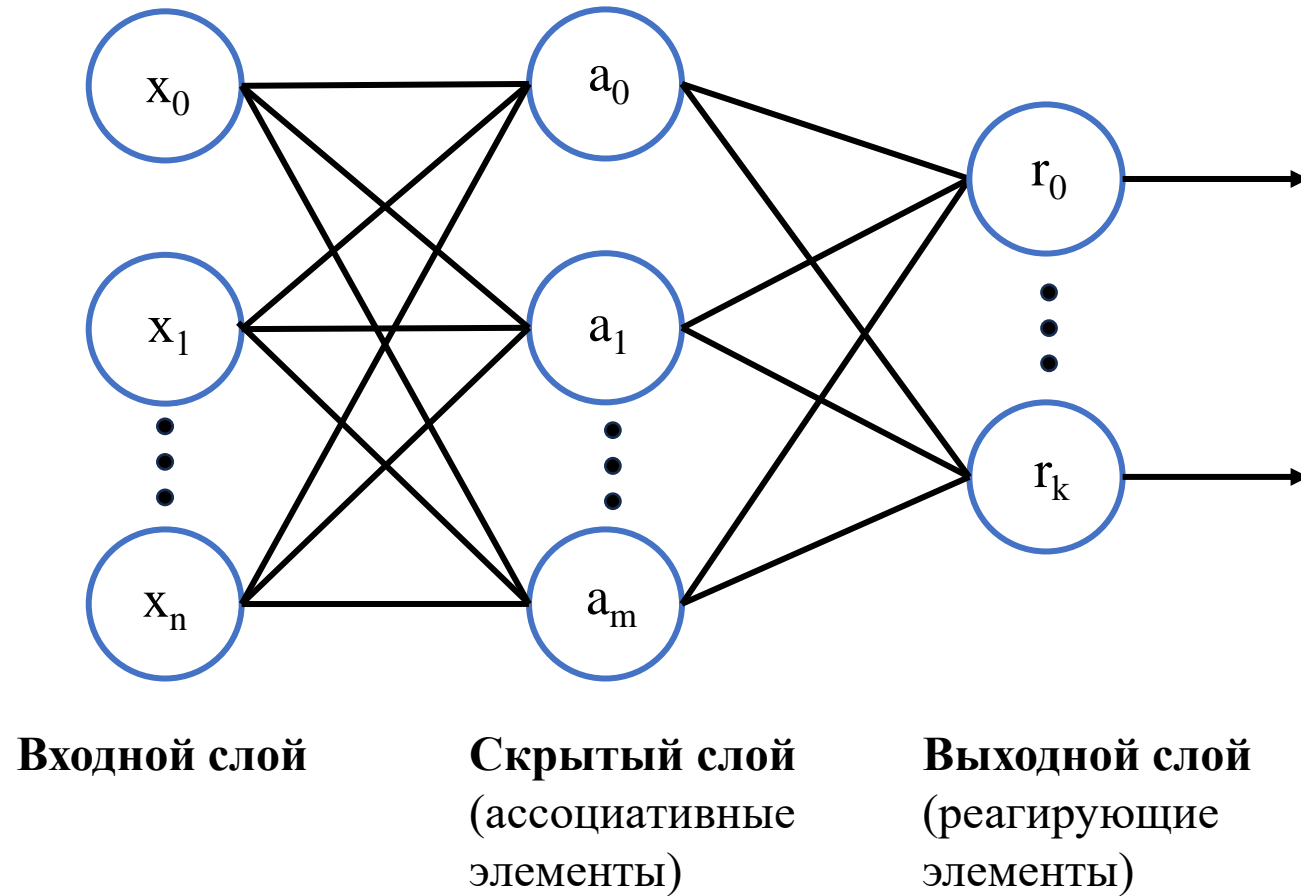 x₀
a₀
r₀
x₁
a₁
rₖ
xₙ
aₘ
Входной слой
Скрытый слой
(ассоциативные
элементы)
Выходной слой
(реагирующие
элементы)